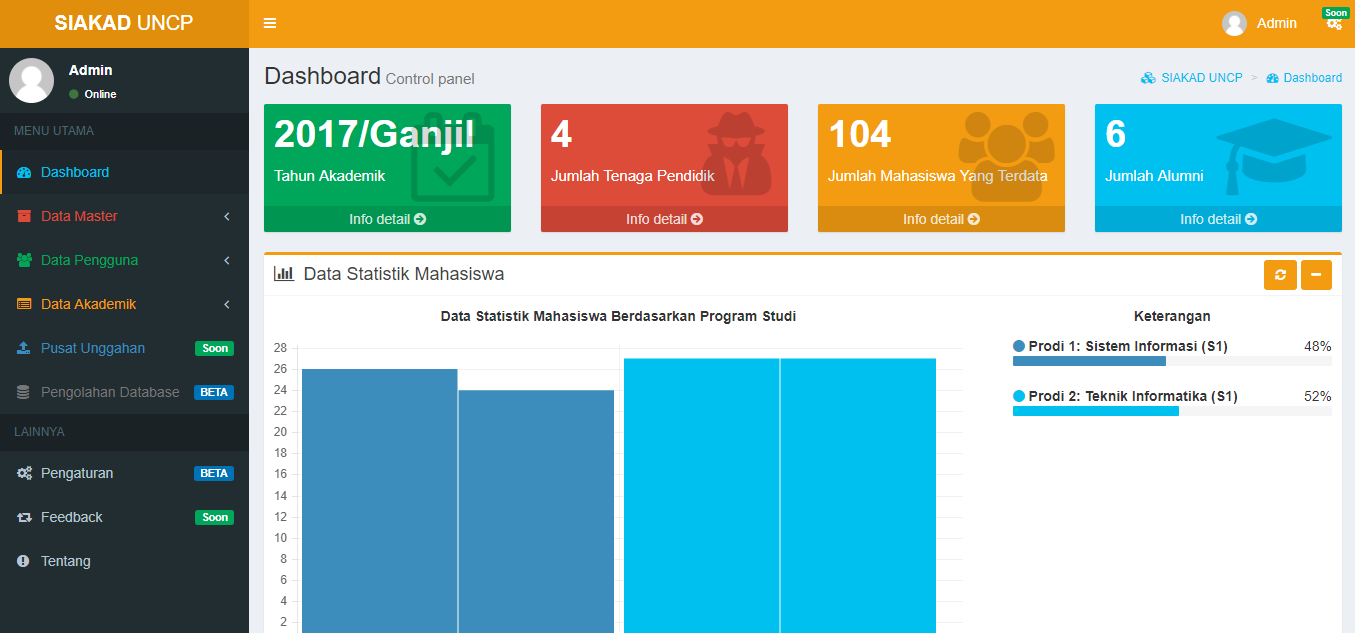 SIAKAD UNCP
Admin
Soon
Admin
Online
MENU UTAMA
Dashboard
Data Master
Data Pengguna
Data Akademik
Pusat Unggahan Soon
Pengolahan Database BETA
LAINNYA
Pengaturan BETA
Feedback Soon
Tentang
Dashboard Control panel
SIAKAD UNCP > Dashboard
2017/Ganjil
Tahun Akademik
Info detail
4
Jumlah Tenaga Pendidik
Info detail
104
Jumlah Mahasiswa Yang Terdata
Info detail
6
Jumlah Alumni
Info detail
Data Statistik Mahasiswa
Data Statistik Mahasiswa Berdasarkan Program Studi
28
26
24
22
20
18
16
14
12
10
8
6
4
2
Keterangan
Prodi 1: Sistem Informasi (S1) 48%
Prodi 2: Teknik Informatika (S1) 52%